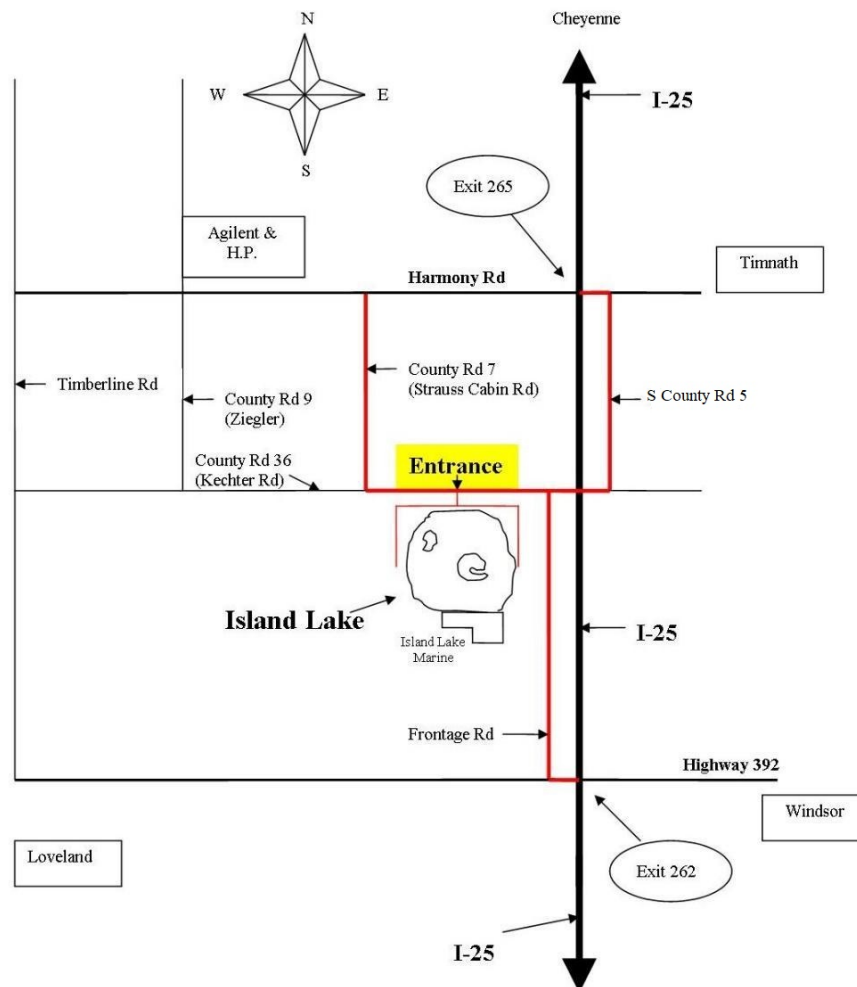 Cheyenne
N
W
E
S
I-25
Exit 265
Agilent &
H.P.
Harmony Rd
Timnath
Timberline Rd
County Rd 9
(Ziegler)
County Rd 7
(Strauss Cabin Rd)
S County Rd 5
County Rd 36
(Kechter Rd)
Entrance
Island Lake
Island Lake
Marine
I-25
Frontage Rd
Highway 392
Windsor
Loveland
Exit 262
I-25